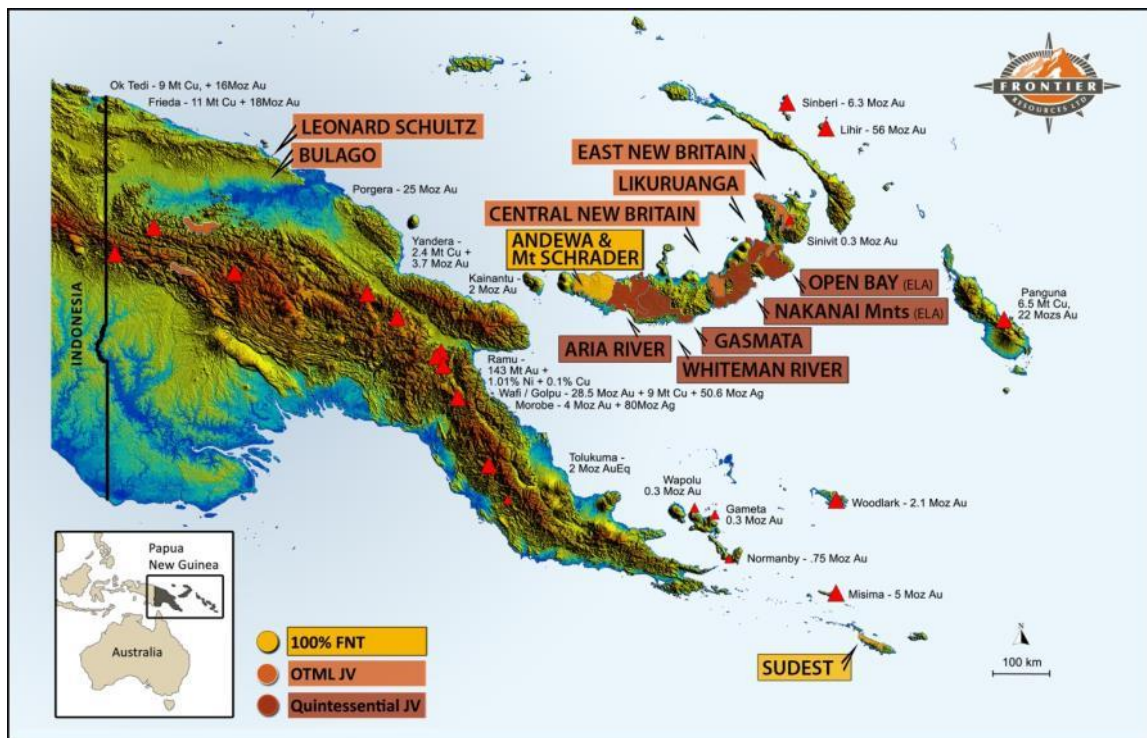 Ok Tedi - 9 Mt Cu, + 16Moz Au
Frieda - 11 Mt Cu + 18Moz Au
LEONARD SCHULTZ
BULAGO
Porgera - 25 Moz Au
Yandera -
2.4 Mt Cu +
3.7 Moz Au
Kainantu -
2 Moz Au
INDONESIA
EAST NEW BRITAIN
LIKURUANGA
CENTRAL NEW BRITAIN
ANDEWA &
Mt SCHRADER
FRONTIER
RESOURCES LTD
Sinberi - 6.3 Moz Au
Lihir - 56 Moz Au
Sinivit 0.3 Moz Au
OPEN BAY (ELA)
NAKANAI Mnts (ELA)
GASMATA
WHITEMAN RIVER
ARIA RIVER
Panguna
6.5 Mt Cu,
22 Mozs Au
Ramu -
143 Mt Au +
1.01% Ni + 0.1% Cu
- Wafi / Golpu - 28.5 Moz Au + 9 Mt Cu + 50.6 Moz Ag
Morobe - 4 Moz Au + 80Moz Ag
Tolukuma -
2 Moz AuEq
Wapolu
0.3 Moz Au
Gameta
0.3 Moz Au
Woodlark - 2.1 Moz Au
Normanby - .75 Moz Au
Misima - 5 Moz Au
SUDEST
Papua
New Guinea
Australia
100% FNT
OTML JV
Quintessential JV
N
100 km